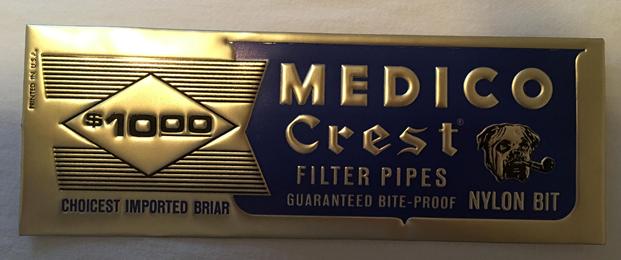 PRINTED IN U.S.A.
$1000
CHOICEST IMPORTED BRIAR
MEDICO
Crest®
FILTER PIPES
GUARANTEED BITE-PROOF NYLON BIT